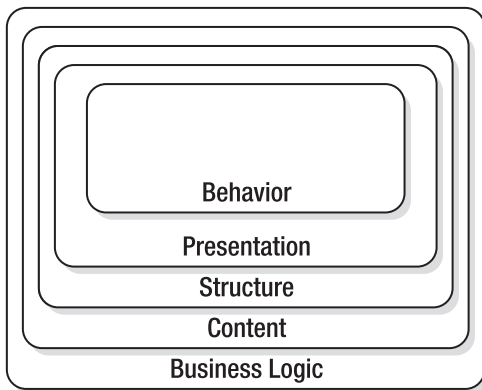 Behavior
Presentation
Structure
Content
Business Logic